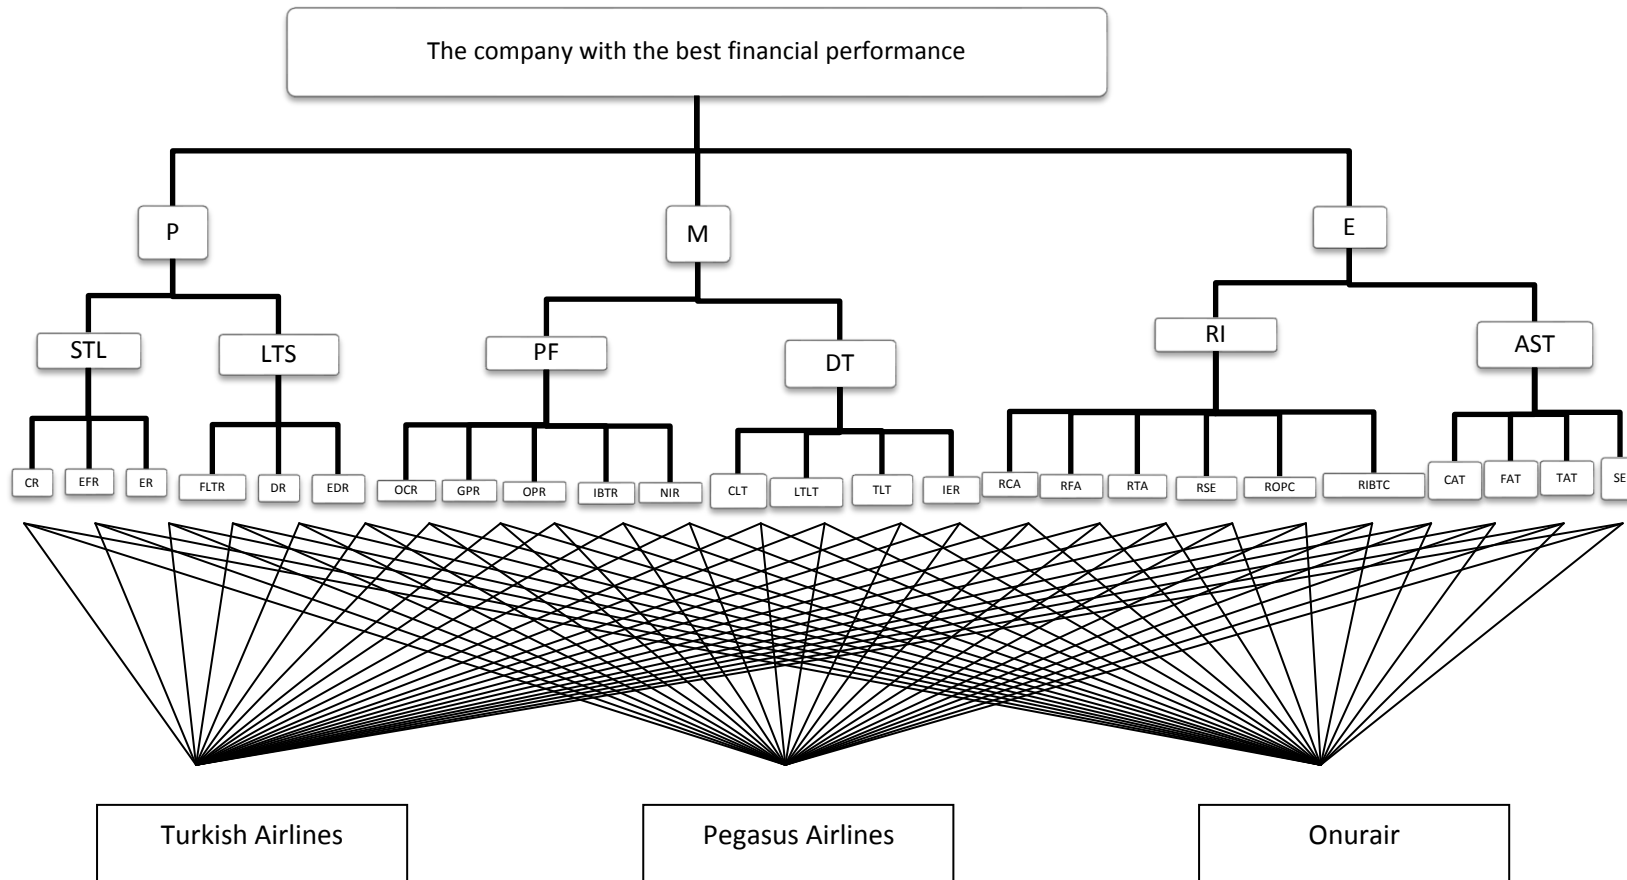 The company with the best financial performance
P
M
E
STL
LTS
PF
DT
RI
AST
CR
EFR
ER
FLTR
DR
EDR
OCR
GPR
OPR
IBTR
NIR
CLT
LTLT
TLT
IER
RCA
RFA
RTA
RSE
ROPC
RIBTC
CAT
FAT
TAT
SE
Turkish Airlines
Pegasus Airlines
Onurair